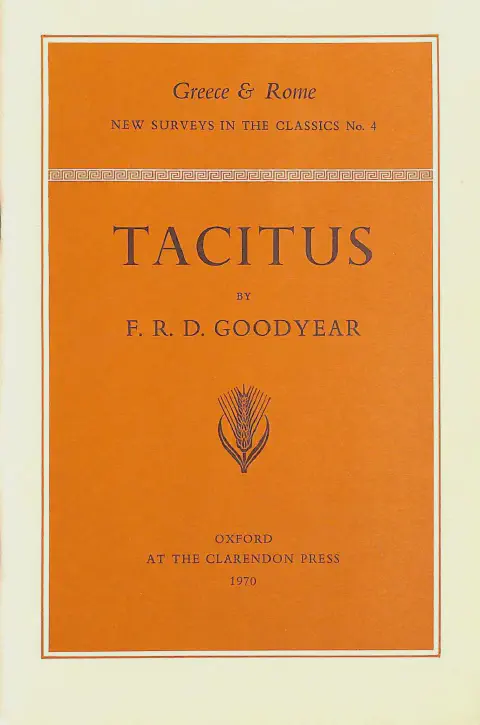 Greece & Rome
NEW SURVEYS IN THE CLASSICS No. 4
TACITUS
BY
F. R. D. GOODYEAR
OXFORD
AT THE CLARENDON PRESS
1970